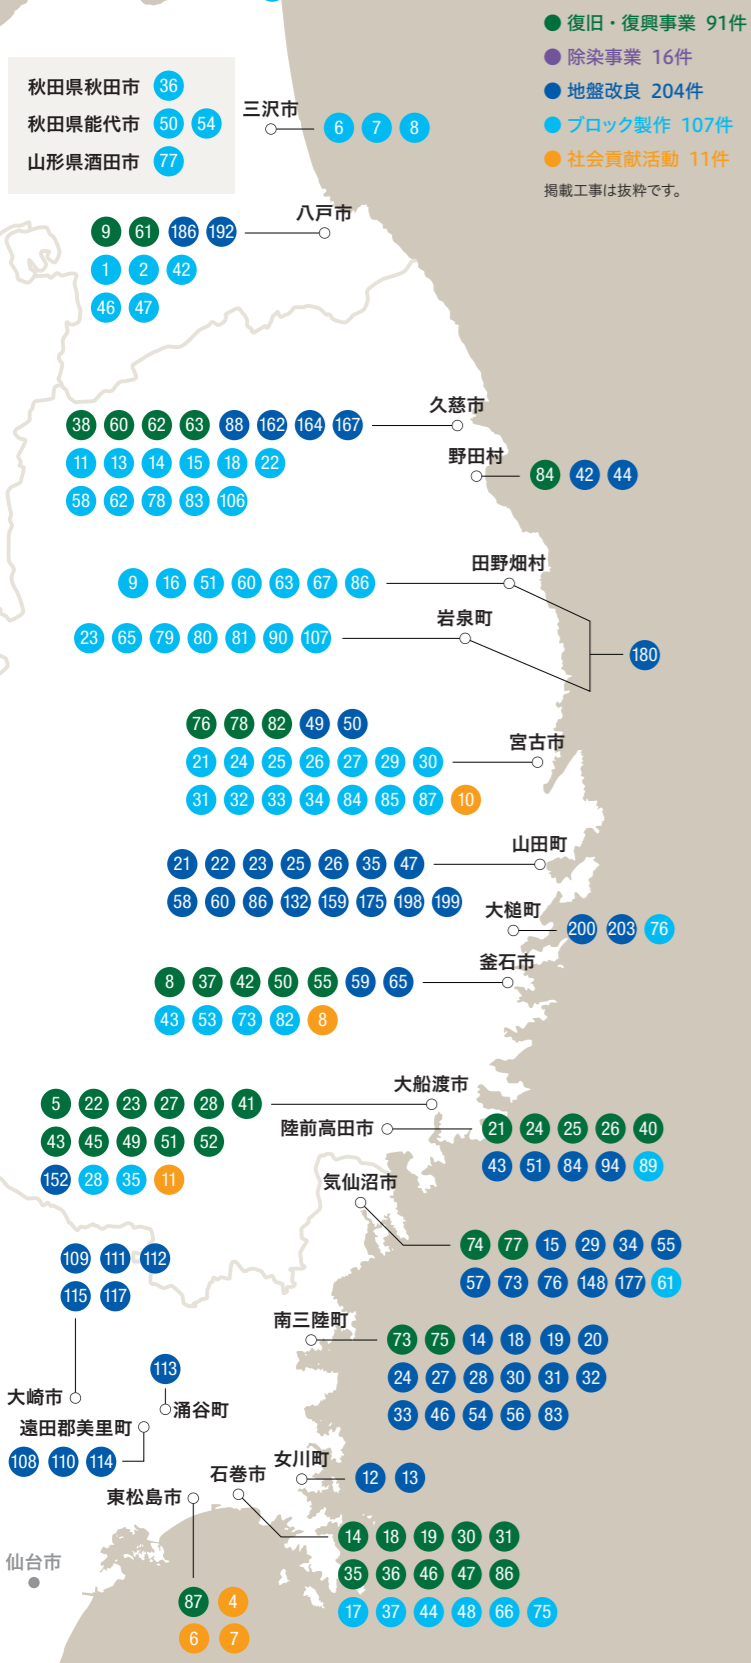 ● 復旧・復興事業 91件
● 除染事業 16件
● 地盤改良 204件
● ブロック製作 107件
● 社会貢献活動 11件
掲載工事は抜粋です。
秋田県秋田市 36
秋田県能代市 50 54
山形県酒田市 77
三沢市
6 7 8
八戸市
9 61 186 192
1 2 42
46 47
久慈市
38 60 62 63 88 162 164 167
11 13 14 15 18 22
58 62 78 83 106
野田村
84 42 44
田野畑村
9 16 51 60 63 67 86
岩泉町
23 65 79 80 81 90 107
180
宮古市
76 78 82 49 50
21 24 25 26 27 29 30
31 32 33 34 84 85 87 10
山田町
21 22 23 25 26 35 47
58 60 86 132 159 175 198 199
大槌町
200 203 76
釜石市
8 37 42 50 55 59 65
43 53 73 82 8
大船渡市
5 22 23 27 28 41
43 45 49 51 52
152 28 35 11
陸前高田市
21 24 25 26 40
43 51 84 94 89
気仙沼市
74 77 15 29 34 55
57 73 76 148 177 61
109 111 112
115 117
大崎市
南三陸町
73 75 14 18 19 20
24 27 28 30 31 32
33 46 54 56 83
113
涌谷町
遠田郡美里町
108 110 114
女川町
12 13
石巻市
14 18 19 30 31
35 36 46 47 86
17 37 44 48 66 75
東松島市
87 4
6 7
仙台市